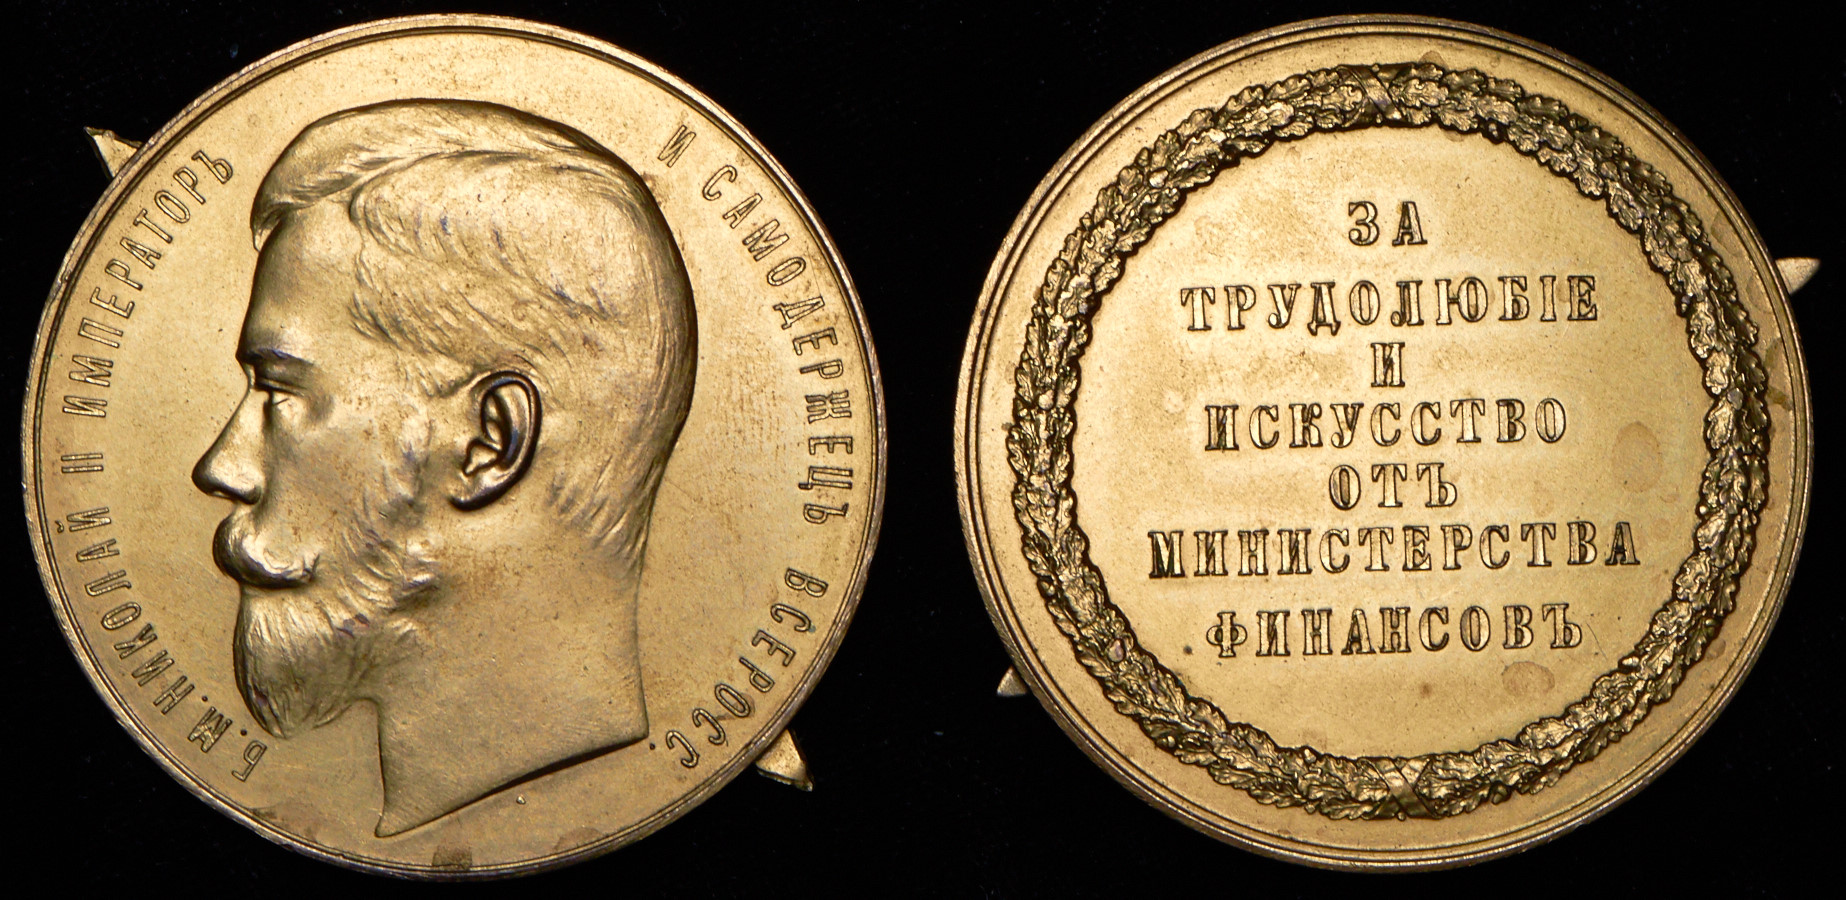 Б.М.НИКОЛАЙ II ИМПЕРАТОРЪ И САМОДЕРЖЕЦЪ ВСЕРОСС.
ЗА
ТРУДОЛЮБІЕ
И
ИСКУССТВО
ОТЪ
МИНИСТЕРСТВА
ФИНАНСОВЪ